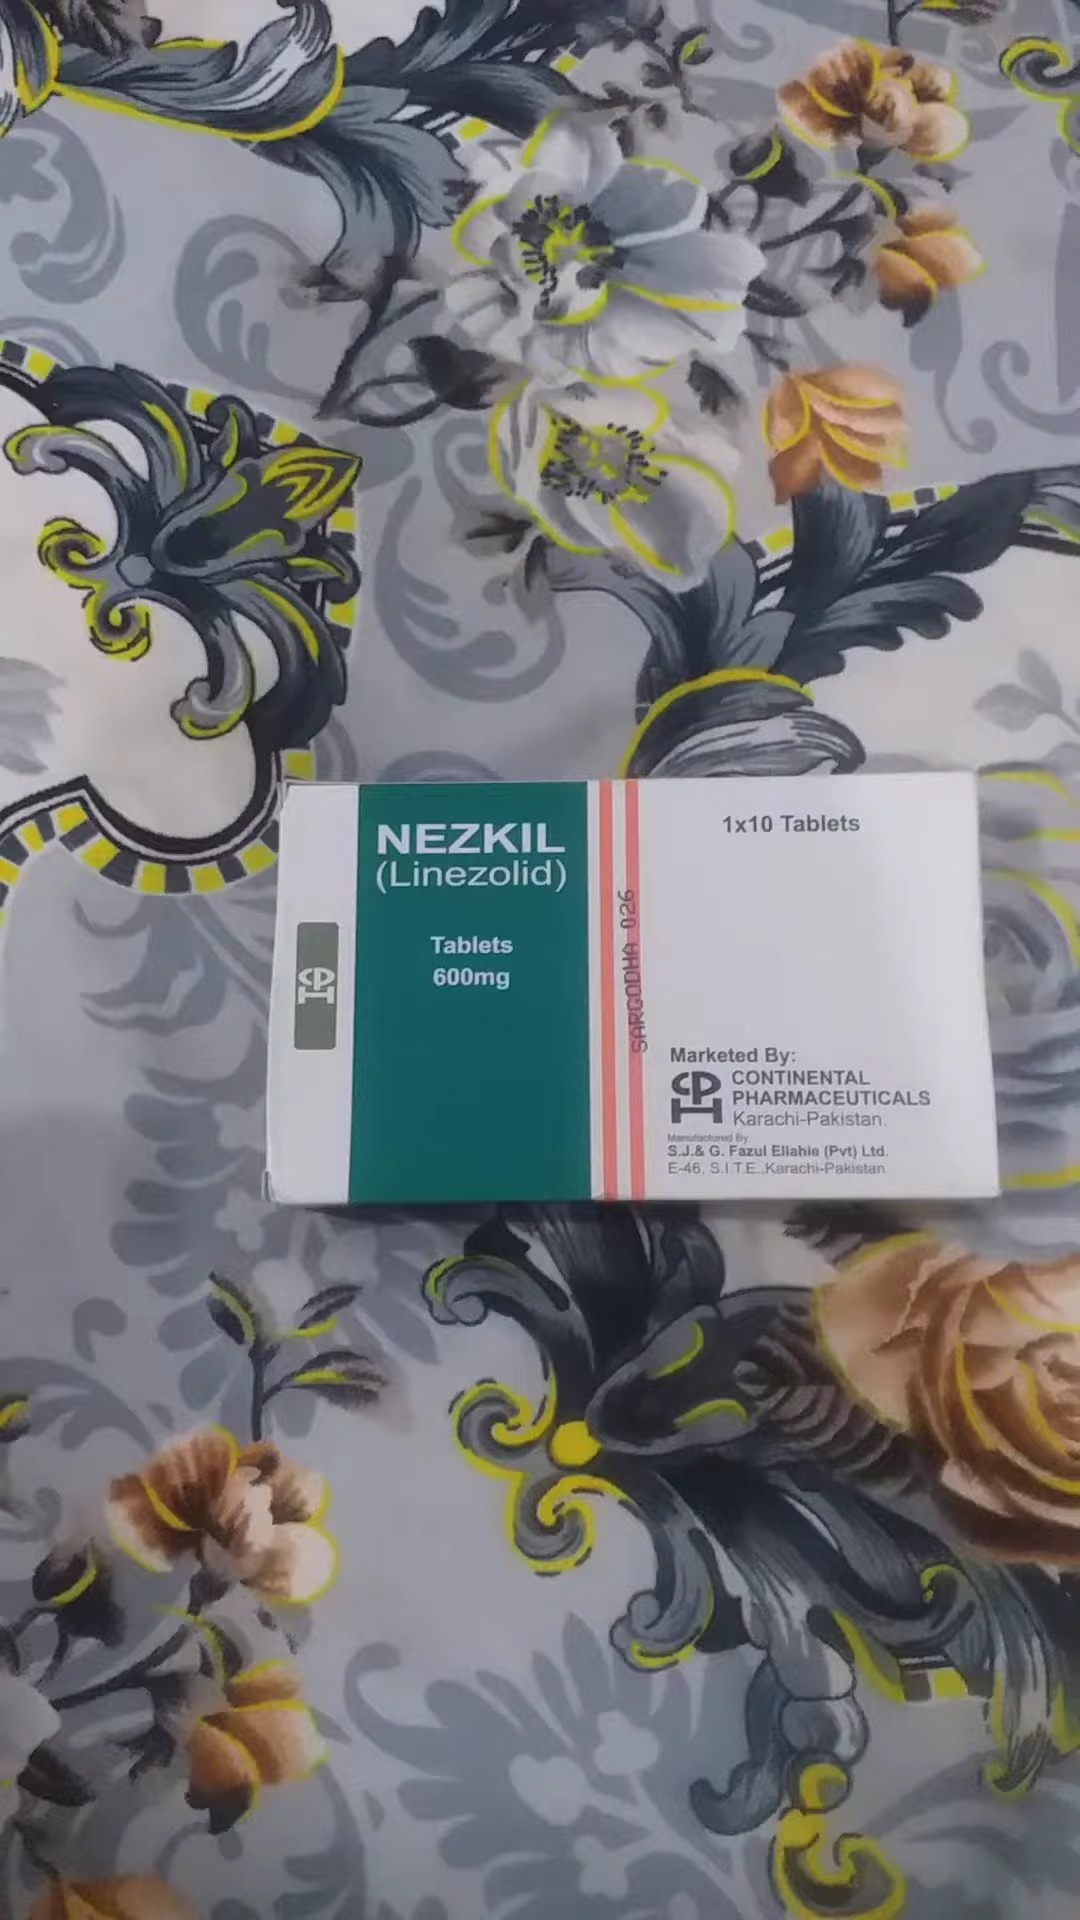 NEZKIL
(Linezolid)
Tablets
600mg
SARGODHA 026
1x10 Tablets
Marketed By:
CONTINENTAL
PHARMACEUTICALS
Karachi-Pakistan.
Manufactured By
S.J.& G. Fazul Ellahie (Pvt) Ltd.
E-46, S.I.T.E.,Karachi-Pakistan